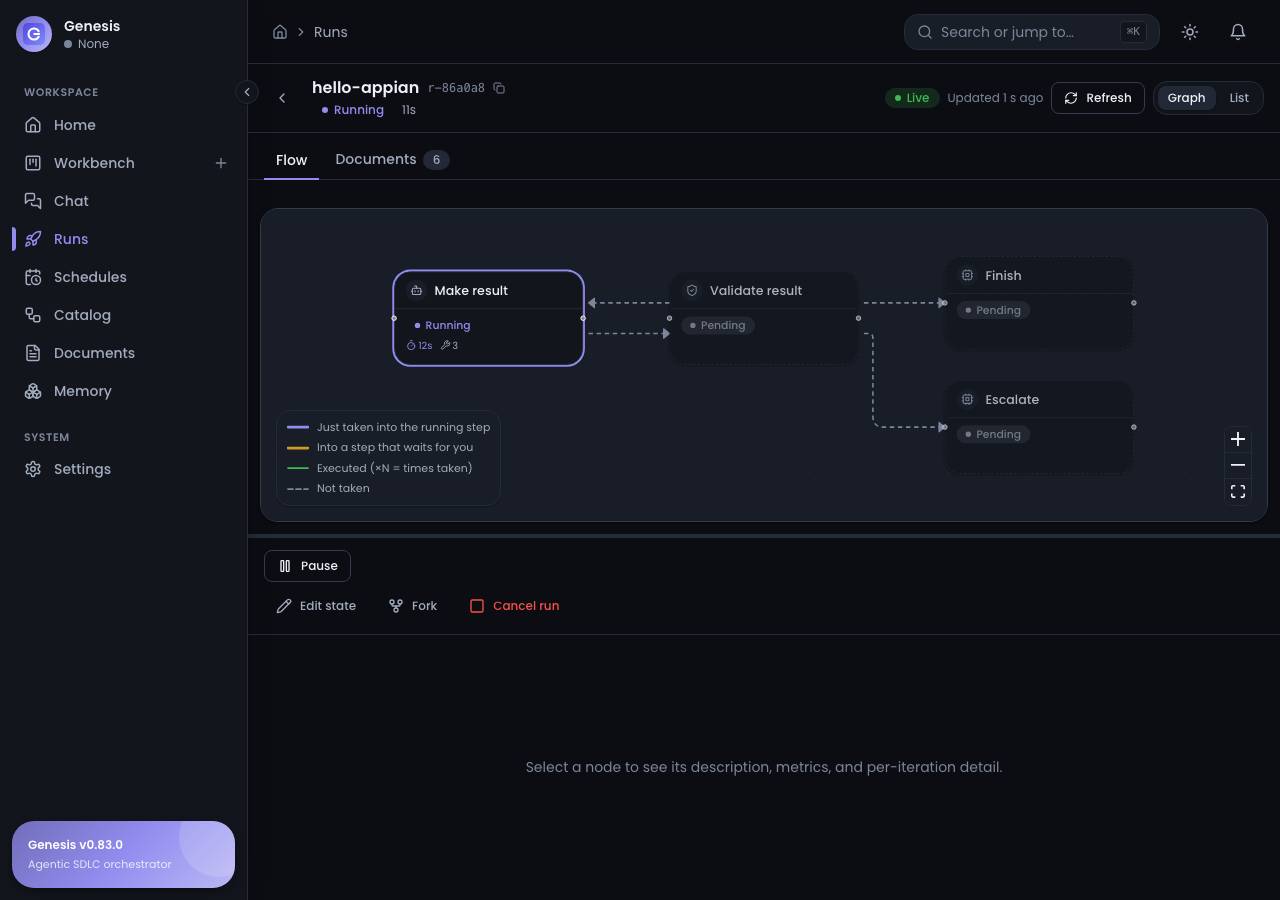 Genesis
None
WORKSPACE
Home
Workbench
Chat
Runs
Schedules
Catalog
Documents
Memory
SYSTEM
Settings
Genesis v0.83.0
Agentic SDLC orchestrator
Runs
Search or jump to...
⌘K
hello-appian r-86a0a8
Running 11s
Live Updated 1 s ago Refresh Graph List
Flow Documents 6
Make result
Running
12s 3
Validate result
Pending
Finish
Pending
Escalate
Pending
Just taken into the running step
Into a step that waits for you
Executed (×N = times taken)
Not taken
Pause
Edit state Fork Cancel run
Select a node to see its description, metrics, and per-iteration detail.